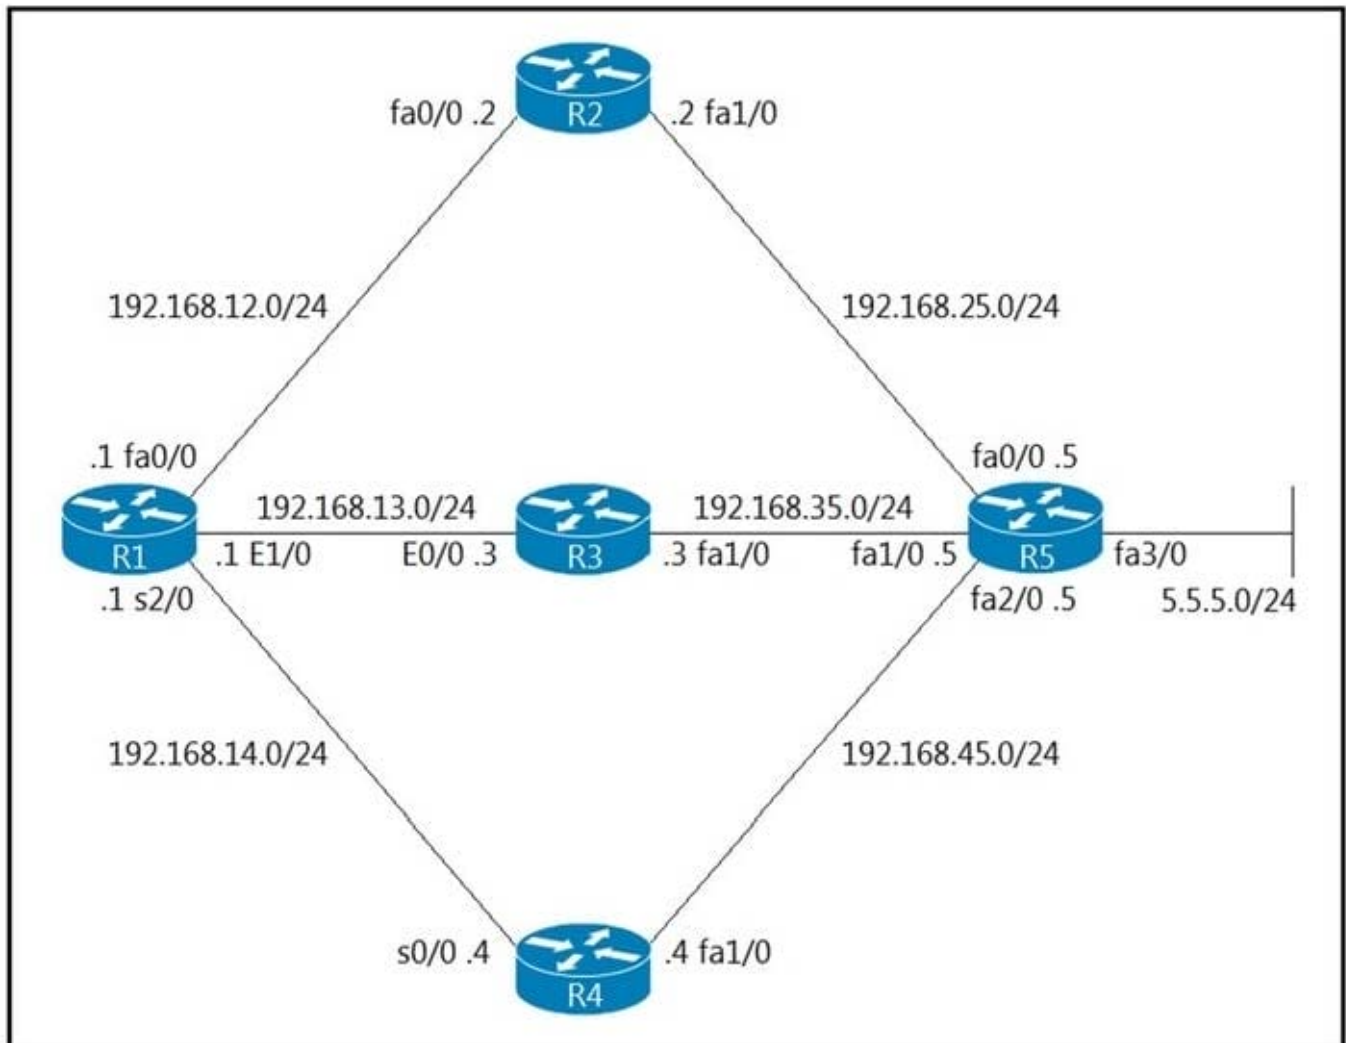 fa0/0 .2
R2
.2 fa1/0
192.168.12.0/24
192.168.25.0/24
.1 fa0/0
fa0/0 .5
192.168.13.0/24
192.168.35.0/24
R1
.1 E1/0
E0/0 .3
R3
.3 fa1/0
fa1/0 .5
R5
fa3/0
.1 s2/0
fa2/0 .5
5.5.5.0/24
192.168.14.0/24
192.168.45.0/24
s0/0 .4
.4 fa1/0
R4